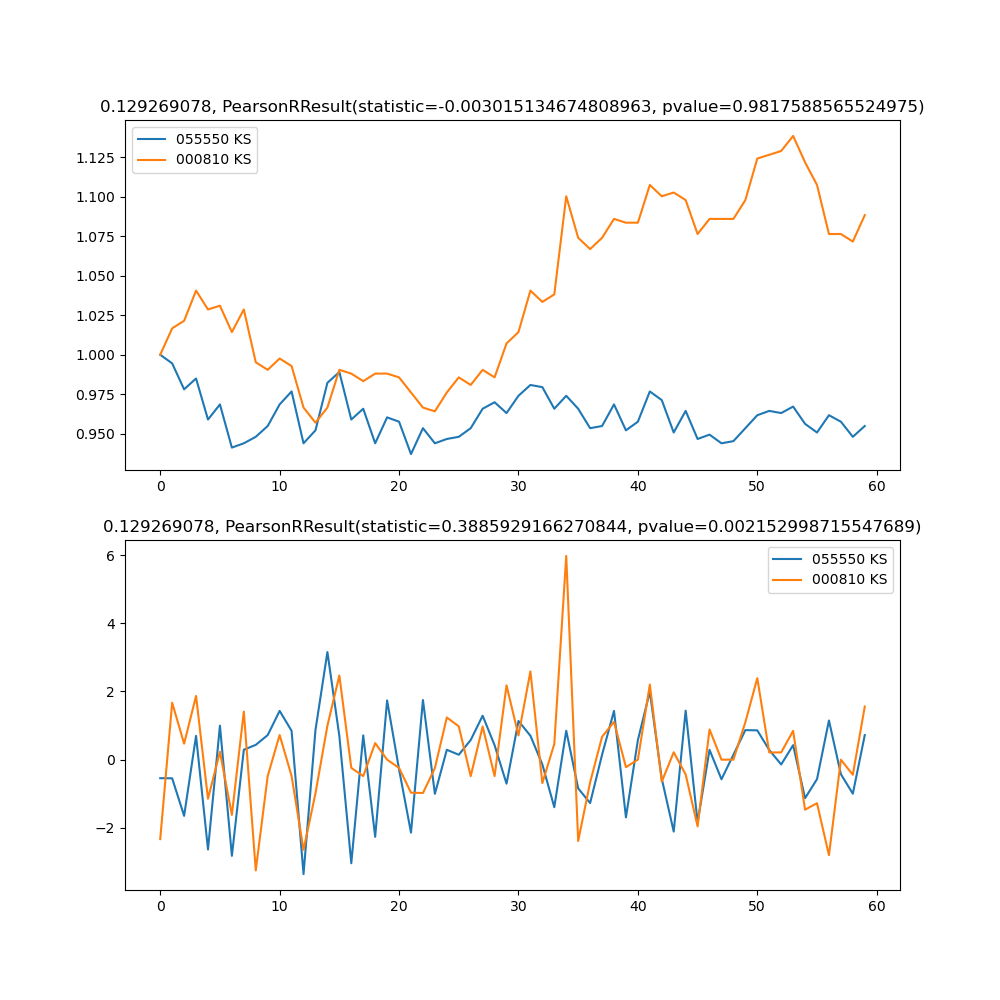 0.129269078, PearsonRResult(statistic=-0.003015134674808963, pvalue=0.9817588565524975)
055550 KS
000810 KS
1.125
1.100
1.075
1.050
1.025
1.000
0.975
0.950
0 10 20 30 40 50 60
0.129269078, PearsonRResult(statistic=0.3885929166270844, pvalue=0.002152998715547689)
055550 KS
000810 KS
6
4
2
0
−2
0 10 20 30 40 50 60